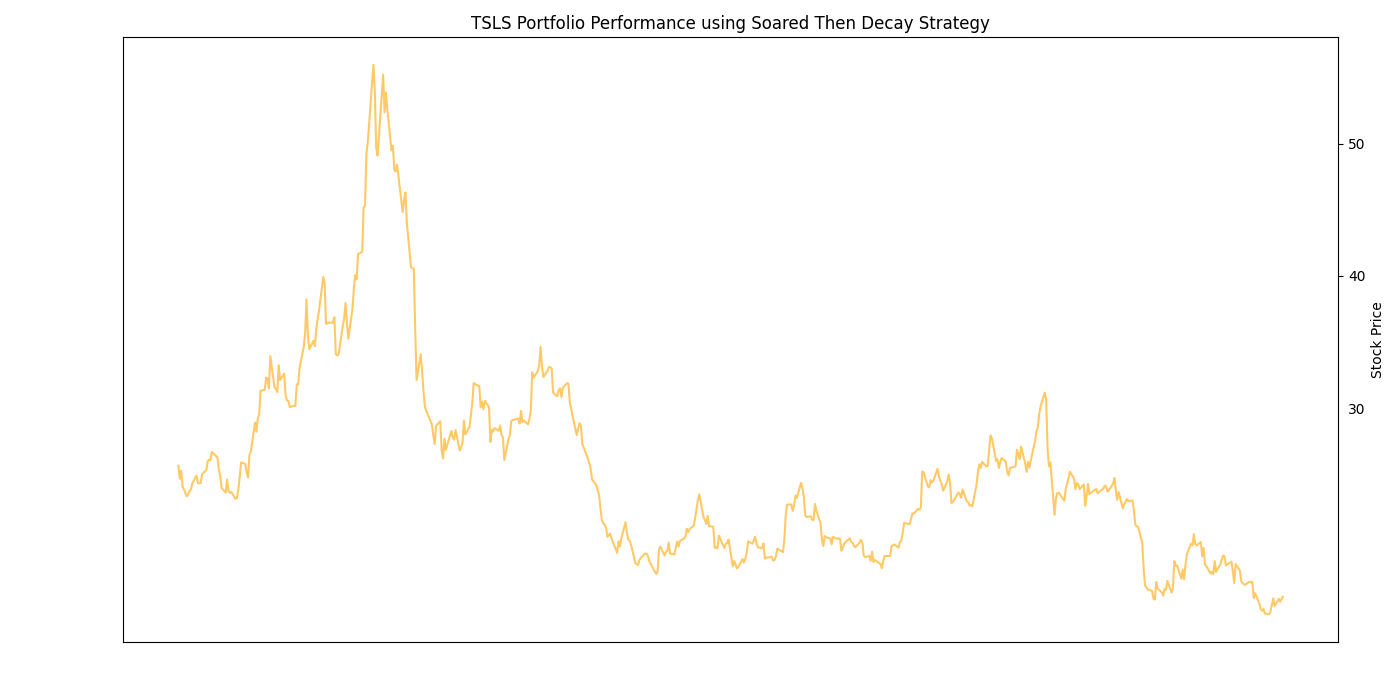 TSLS Portfolio Performance using Soared Then Decay Strategy
50
40
30
Stock Price